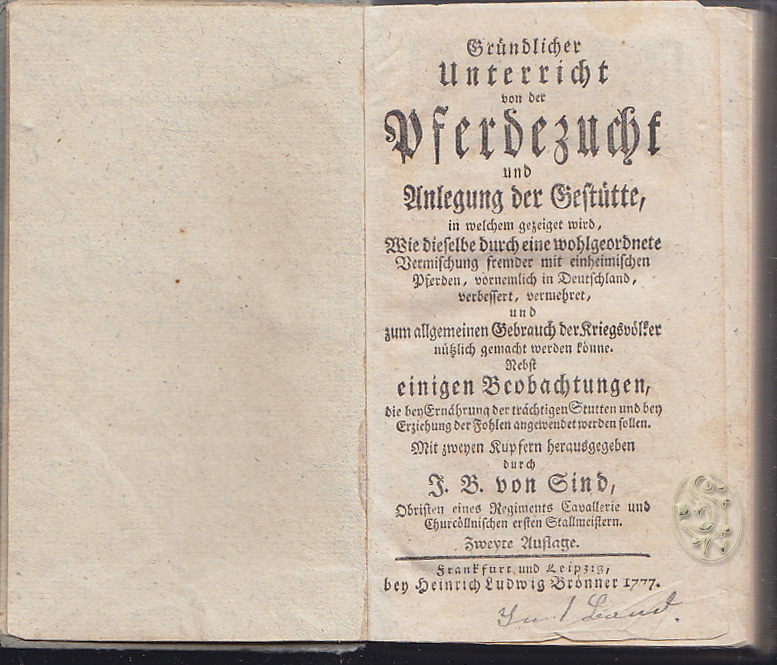 Gründlicher
Unterricht
von der
Pferdezucht
und
Anlegung der Gestütte,
in welchem gezeiget wird,
Wie dieselbe durch eine wohlgeordnete
Vermischung fremder mit einheimischen
Pferden, vornemlich in Deutschland,
verbessert, vermehret,
und
zum allgemeinen Gebrauch der Kriegsvölker
nützlich gemacht werden könne.
Nebst
einigen Beobachtungen,
die bey Ernährung der trächtigen Stutten und bey
Erziehung der Fohlen angewendet werden sollen.
Mit zweyen Kupfern herausgegeben
durch
J. B. von Sind,
Obristen eines Regiments Cavallerie und
Churcöllnischen ersten Stallmeistern.
Zweyte Auflage.
Frankfurt und Leipzig,
bey Heinrich Ludwig Brönner 1777.